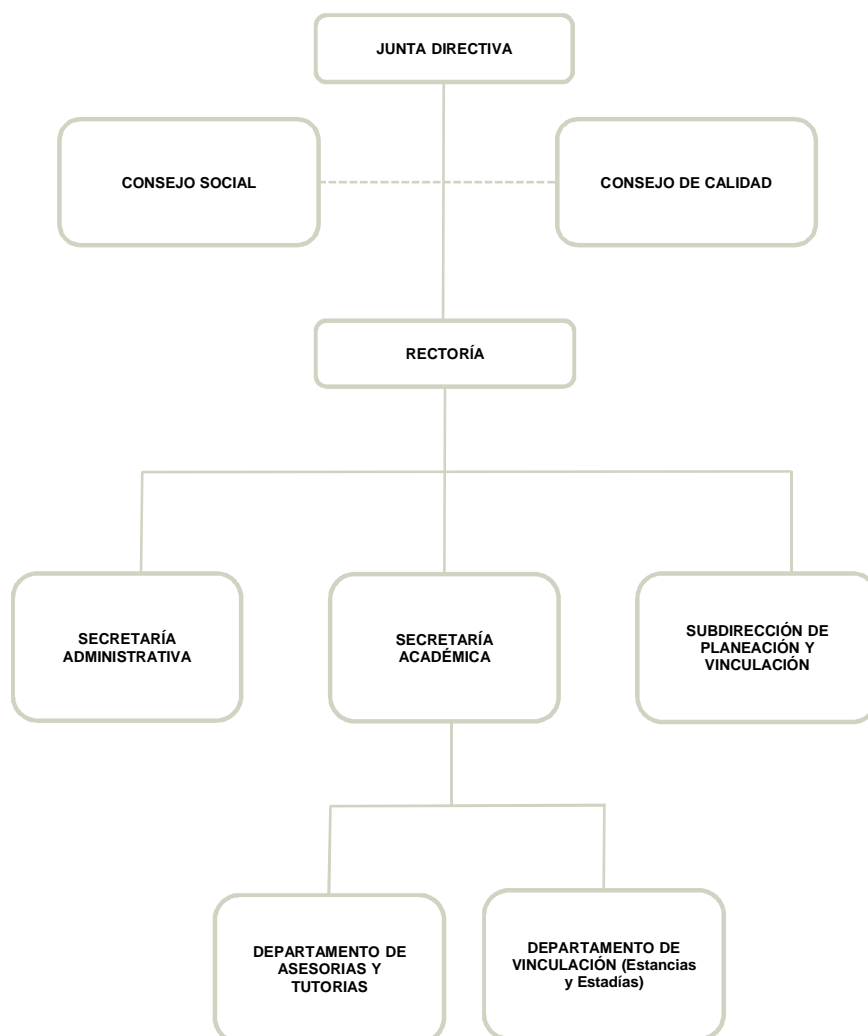 JUNTA DIRECTIVA
CONSEJO SOCIAL
CONSEJO DE CALIDAD
RECTORÍA
SECRETARÍA
ADMINISTRATIVA
SECRETARÍA
ACADÉMICA
SUBDIRECCIÓN DE
PLANEACIÓN Y
VINCULACIÓN
DEPARTAMENTO DE
ASESORIAS Y
TUTORIAS
DEPARTAMENTO DE
VINCULACIÓN (Estancias
y Estadías)